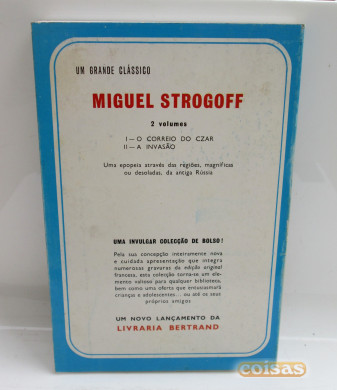 UM GRANDE CLÁSSICO
MIGUEL STROGOFF
2 volumes
I — O CORREIO DO CZAR
II — A INVASÃO
Uma epopeia através das régiões, magníficas
ou desoladas, da antiga Rússia
UMA INVULGAR COLECÇÃO DE BOLSO!
Pela sua concepção inteiramente nova
e cuidada apresentação que integra
numerosas gravuras da edição original
francesa, esta colecção torna-se um ele-
mento valioso para qualquer biblioteca,
bem como uma oferta que entusiasmará
crianças e adolescentes... ou até os seus
próprios amigos
UM NOVO LANÇAMENTO DA
LIVRARIA BERTRAND
coisas